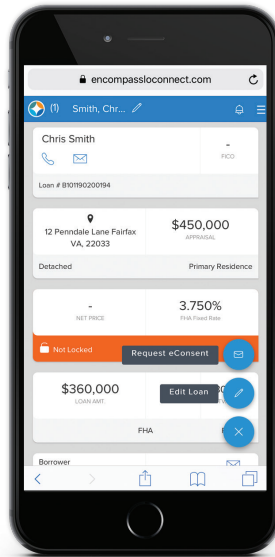 encompassloconnect.com
(1) Smith, Chr...
Chris Smith
-
FICO
Loan # B101190200194
12 Penndale Lane Fairfax
VA, 22033
$450,000
APPRAISAL
Detached
Primary Residence
-
NET PRICE
3.750%
FHA Fixed Rate
Not Locked
Request eConsent
$360,000
LOAN AMT.
Edit Loan
FHA
Borrower